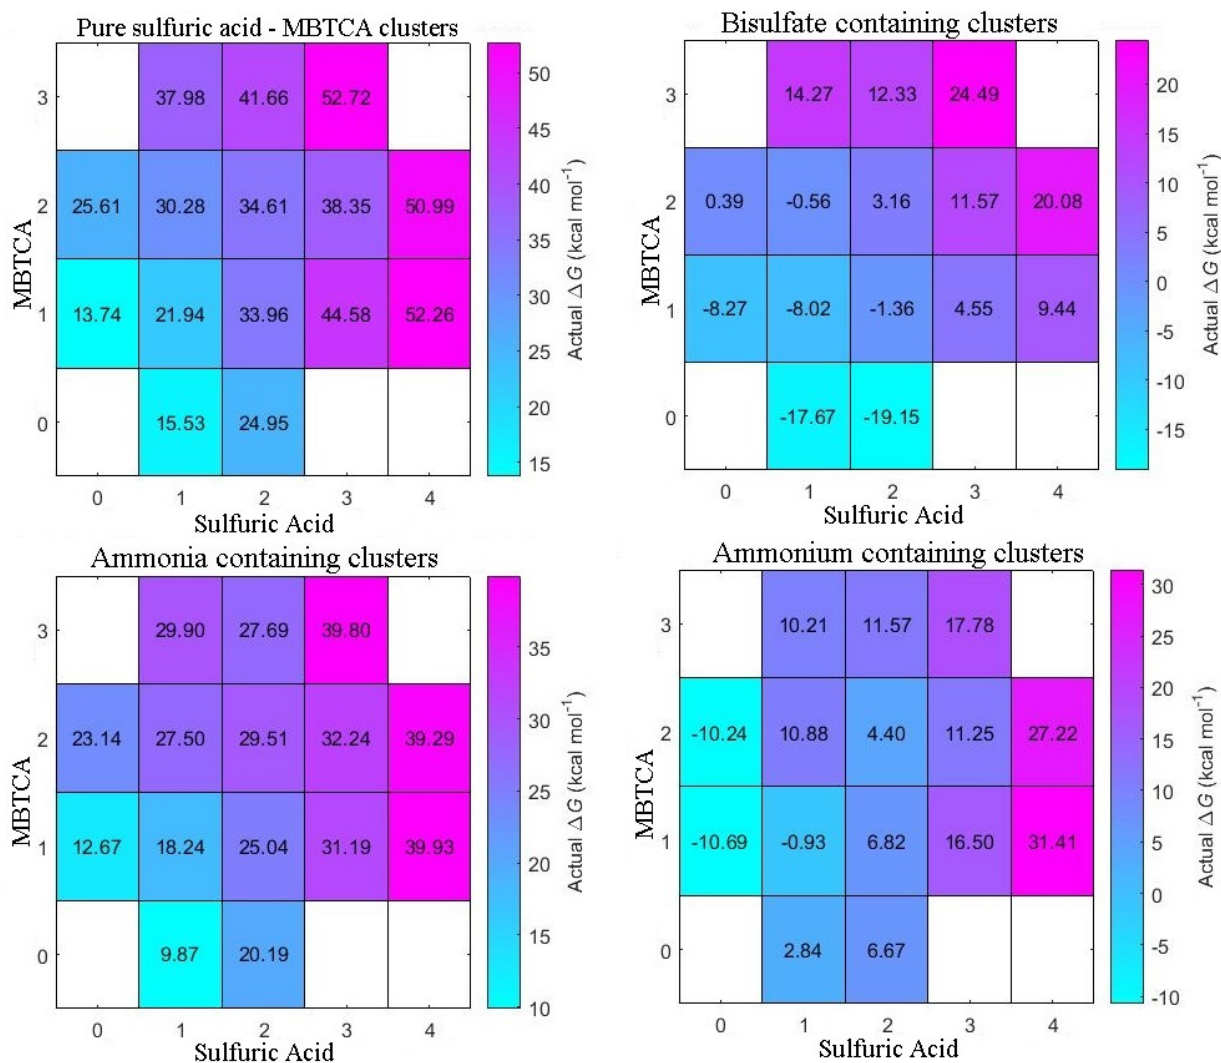 Pure sulfuric acid - MBTCA clusters
3 37.98 41.66 52.72
2 25.61 30.28 34.61 38.35 50.99
1 13.74 21.94 33.96 44.58 52.26
0 15.53 24.95
0 1 2 3 4
Sulfuric Acid
MBTCA
50
45
40
35
30
25
20
15
Actual ΔG (kcal mol⁻¹)
Bisulfate containing clusters
3 14.27 12.33 24.49
2 0.39 -0.56 3.16 11.57 20.08
1 -8.27 -8.02 -1.36 4.55 9.44
0 -17.67 -19.15
0 1 2 3 4
Sulfuric Acid
MBTCA
20
15
10
5
0
-5
-10
-15
Actual ΔG (kcal mol⁻¹)
Ammonia containing clusters
3 29.90 27.69 39.80
2 23.14 27.50 29.51 32.24 39.29
1 12.67 18.24 25.04 31.19 39.93
0 9.87 20.19
0 1 2 3 4
Sulfuric Acid
MBTCA
35
30
25
20
15
10
Actual ΔG (kcal mol⁻¹)
Ammonium containing clusters
3 10.21 11.57 17.78
2 -10.24 10.88 4.40 11.25 27.22
1 -10.69 -0.93 6.82 16.50 31.41
0 2.84 6.67
0 1 2 3 4
Sulfuric Acid
MBTCA
30
25
20
15
10
5
0
-5
-10
Actual ΔG (kcal mol⁻¹)